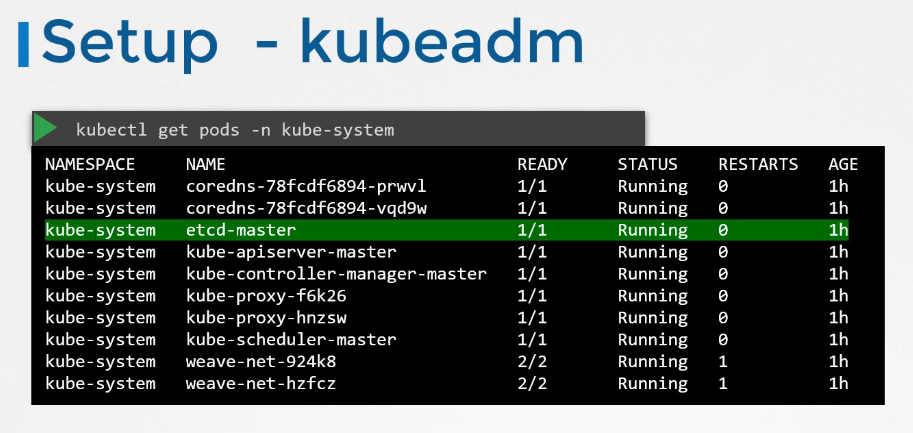 Setup - kubeadm
kubectl get pods -n kube-system
NAMESPACE NAME READY STATUS RESTARTS AGE
kube-system coredns-78fcdf6894-prwvl 1/1 Running 0 1h
kube-system coredns-78fcdf6894-vqd9w 1/1 Running 0 1h
kube-system etcd-master 1/1 Running 0 1h
kube-system kube-apiserver-master 1/1 Running 0 1h
kube-system kube-controller-manager-master 1/1 Running 0 1h
kube-system kube-proxy-f6k26 1/1 Running 0 1h
kube-system kube-proxy-hnzsw 1/1 Running 0 1h
kube-system kube-scheduler-master 1/1 Running 0 1h
kube-system weave-net-924k8 2/2 Running 1 1h
kube-system weave-net-hzfcz 2/2 Running 1 1h